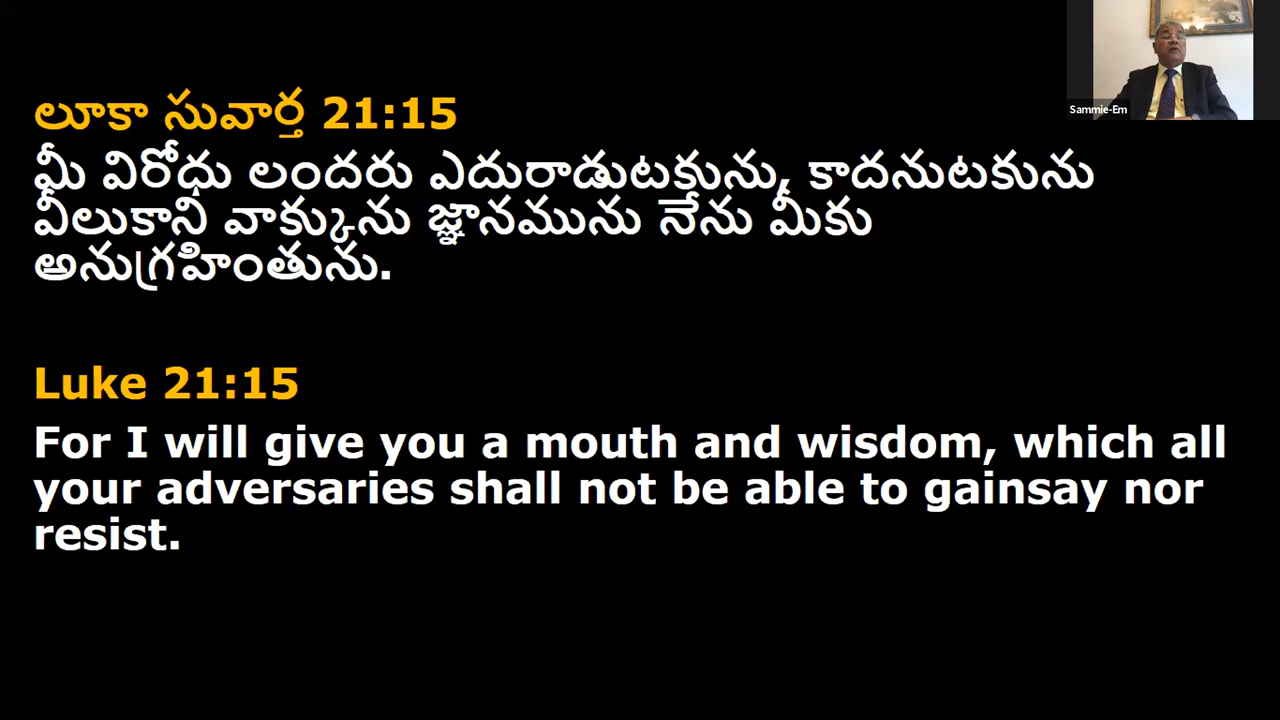 లూకా సువార్త 21:15
మీ విరోధు లందరు ఎదురాడుటకును, కాదనుటకును
వీలుకాని వాక్కును జ్ఞానమును నేను మీకు
అనుగ్రహింతును.
Luke 21:15
For I will give you a mouth and wisdom, which all
your adversaries shall not be able to gainsay nor
resist.
Sammie-Em